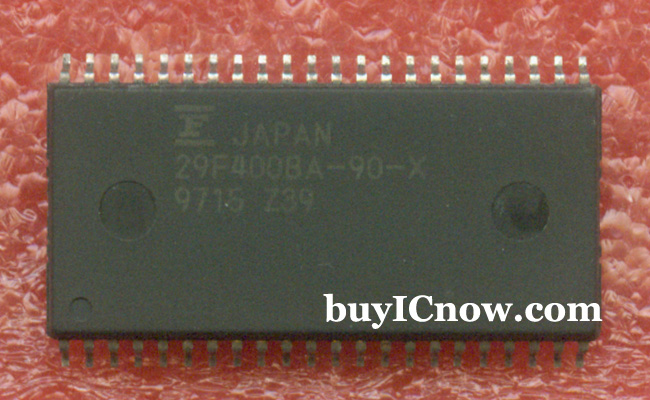 F JAPAN
29F400BA-90-X
9715 Z39
buyICnow.com